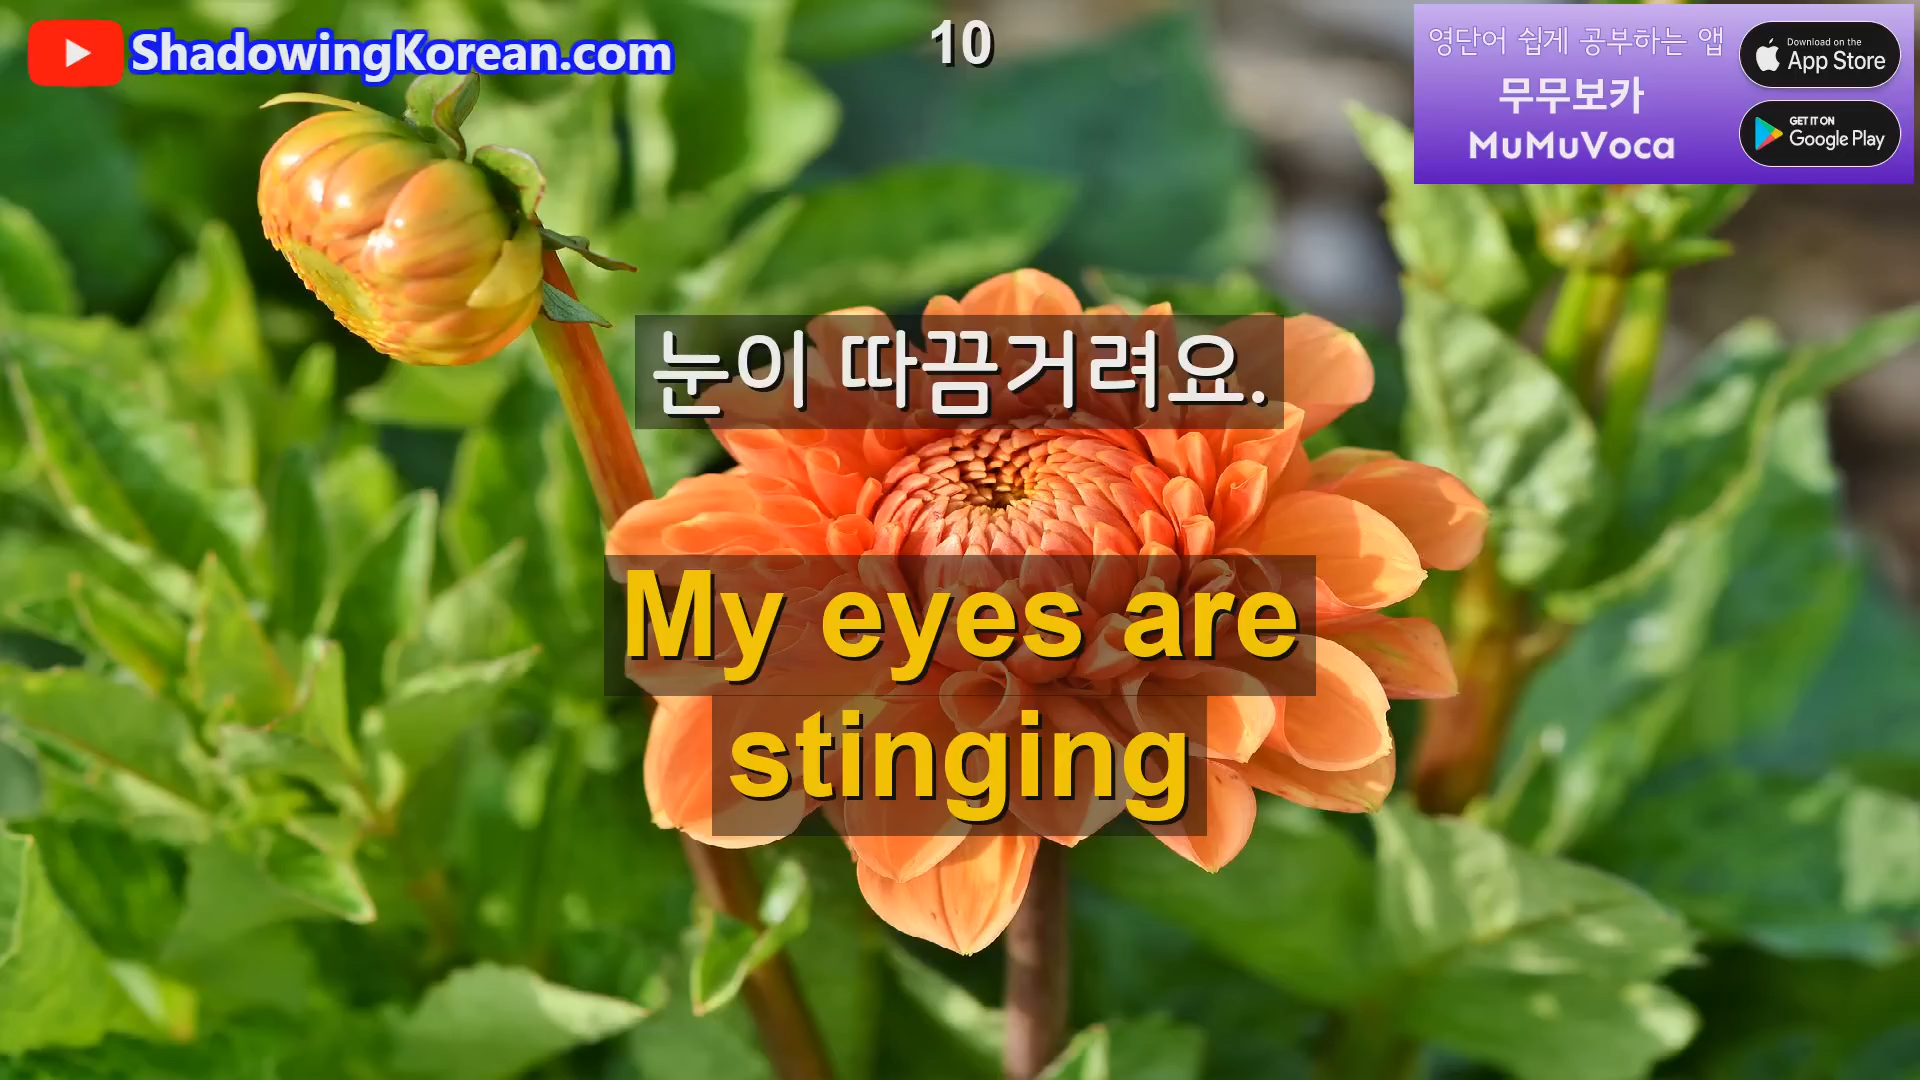 ShadowingKorean.com
10
영단어 쉽게 공부하는 앱
무무보카
MuMuVoca
Download on the
App Store
GET IT ON
Google Play
눈이 따끔거려요.
My eyes are
stinging